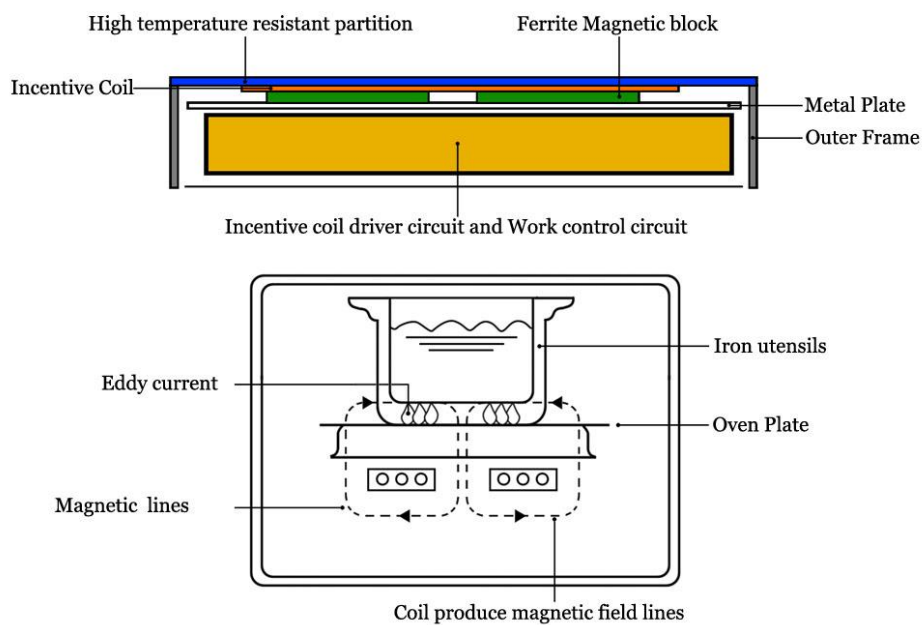 High temperature resistant partition
Ferrite Magnetic block
Incentive Coil
Metal Plate
Outer Frame
Incentive coil driver circuit and Work control circuit
Iron utensils
Eddy current
Oven Plate
Magnetic lines
Coil produce magnetic field lines